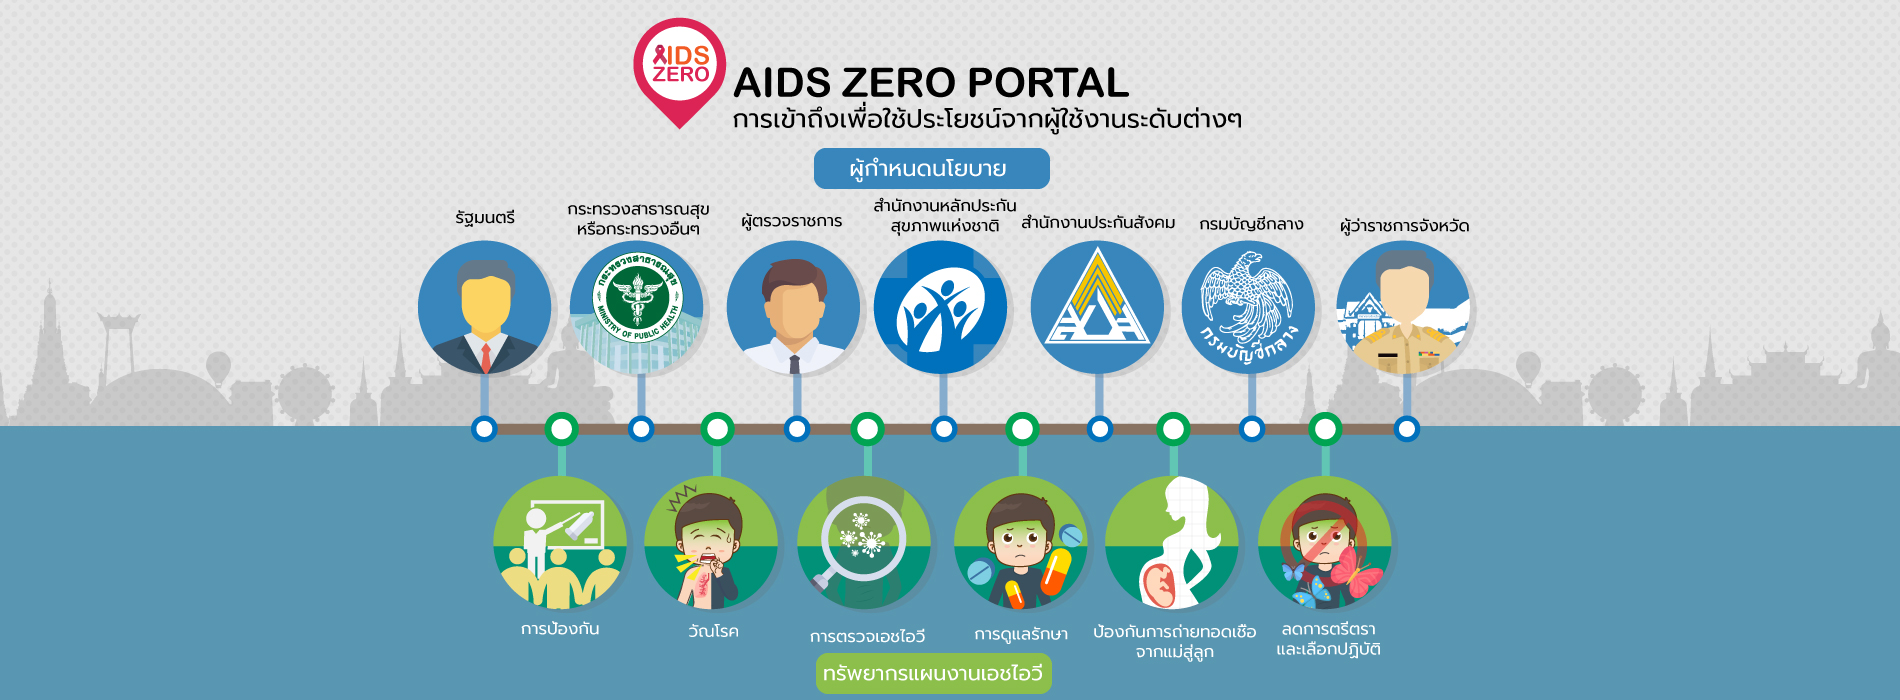 AIDS
ZERO
AIDS ZERO PORTAL
การเข้าถึงเพื่อใช้ประโยชน์จากผู้ใช้งานระดับต่างๆ
ผู้กำหนดนโยบาย
รัฐมนตรี
กระทรวงสาธารณสุข
หรือกระทรวงอื่นๆ
ผู้ตรวจราชการ
สำนักงานหลักประกัน
สุขภาพแห่งชาติ
สำนักงานประกันสังคม
กรมบัญชีกลาง
ผู้ว่าราชการจังหวัด
กระทรวงสาธารณสุข
MINISTRY OF PUBLIC HEALTH
กรมบัญชีกลาง
การป้องกัน
วัณโรค
การตรวจเอชไอวี
การดูแลรักษา
ป้องกันการถ่ายทอดเชือ
จากแม่สู่ลูก
ลดการตรีตรา
และเลือกปฏิบัติ
ทรัพยากรแผนงานเอชไอวี